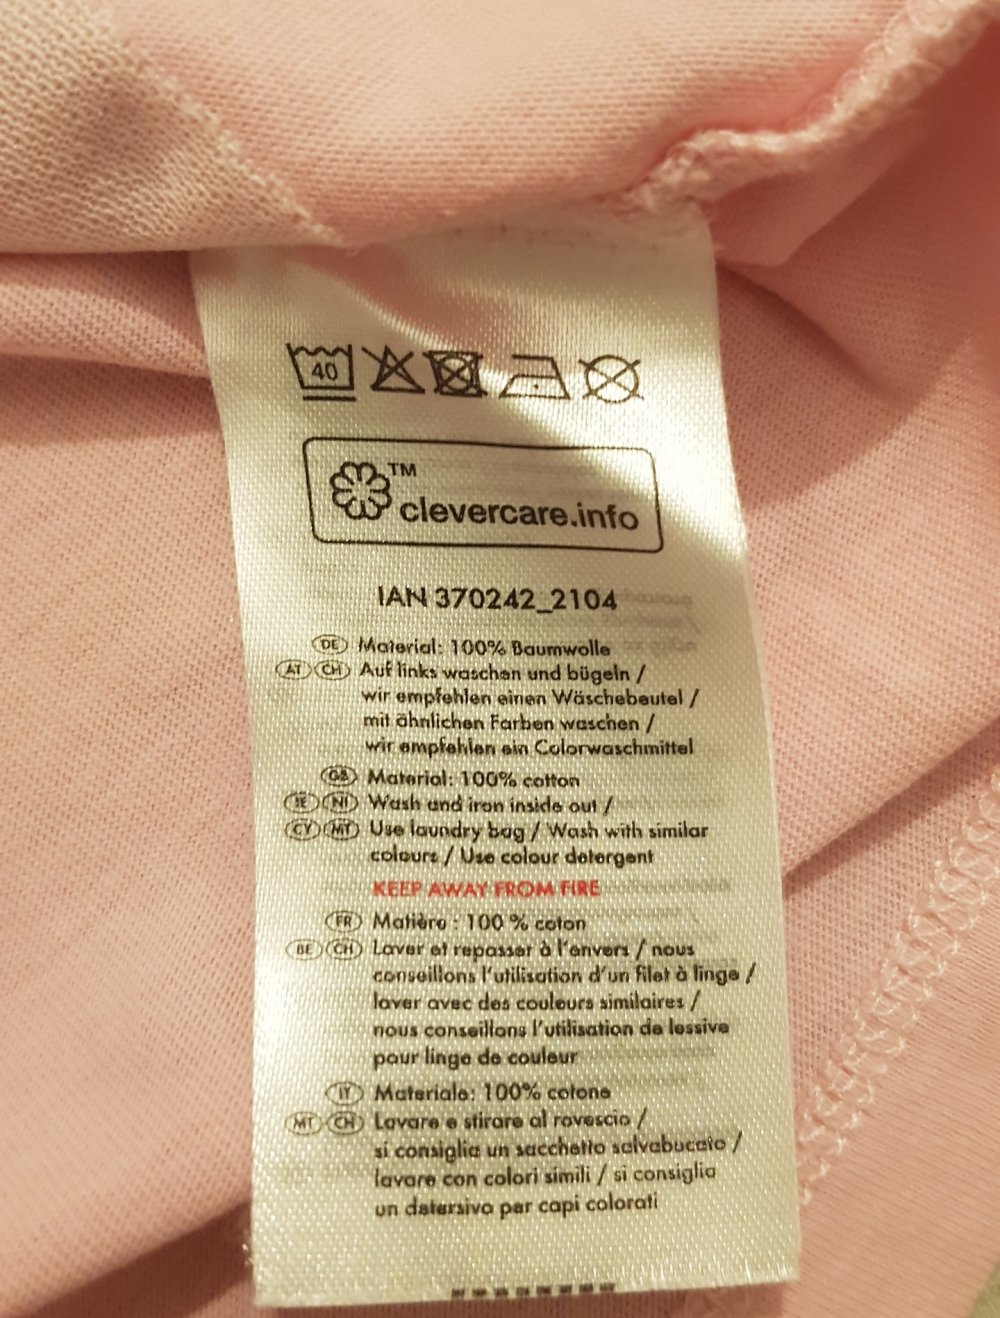 40
TM
clevercare.info
IAN 370242_2104
DE Material: 100% Baumwolle
AT CH Auf links waschen und bügeln /
wir empfehlen einen Wäschebeutel /
mit ähnlichen Farben waschen /
wir empfehlen ein Colorwaschmittel
GB Material: 100% cotton
IE NI Wash and iron inside out /
CY MT Use laundry bag / Wash with similar
colours / Use colour detergent
KEEP AWAY FROM FIRE
FR Matière : 100 % coton
BE CH Laver et repasser à l'envers / nous
conseillons l'utilisation d'un filet à linge /
laver avec des couleurs similaires /
nous conseillons l'utilisation de lessive
pour linge de couleur
IT Materiale: 100% cotone
MT CH Lavare e stirare al rovescio /
si consiglia un sacchetto salvabucato /
lavare con colori simili / si consiglia
un detersivo per capi colorati